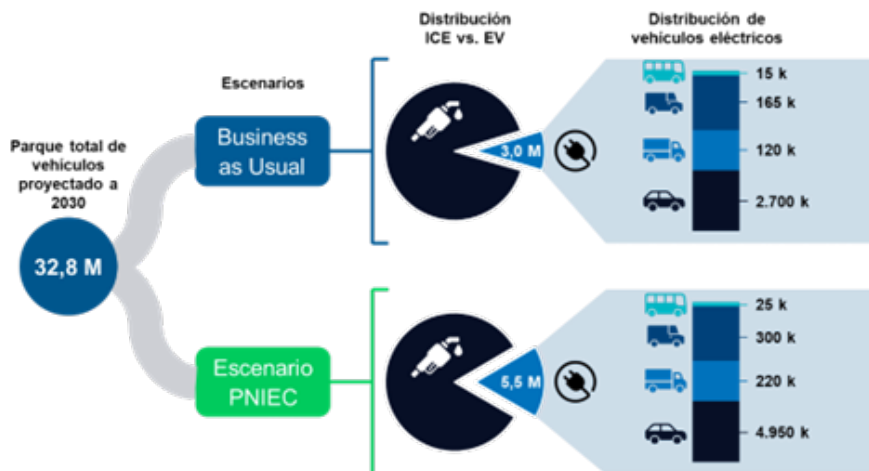 Distribución
ICE vs. EV
Distribución de
vehículos eléctricos
Escenarios
Parque total de
vehículos
proyectado a
2030
32,8 M
Business
as Usual
3,0 M
15 k
165 k
120 k
2.700 k
Escenario
PNIEC
5,5 M
25 k
300 k
220 k
4.950 k